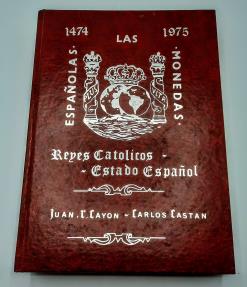 1474 LAS 1975
ESPAÑOLAS·
MONEDAS·
Reyes Catolicos -
- Estado Español
JUAN.R.CAYON - CARLOS CASTAN